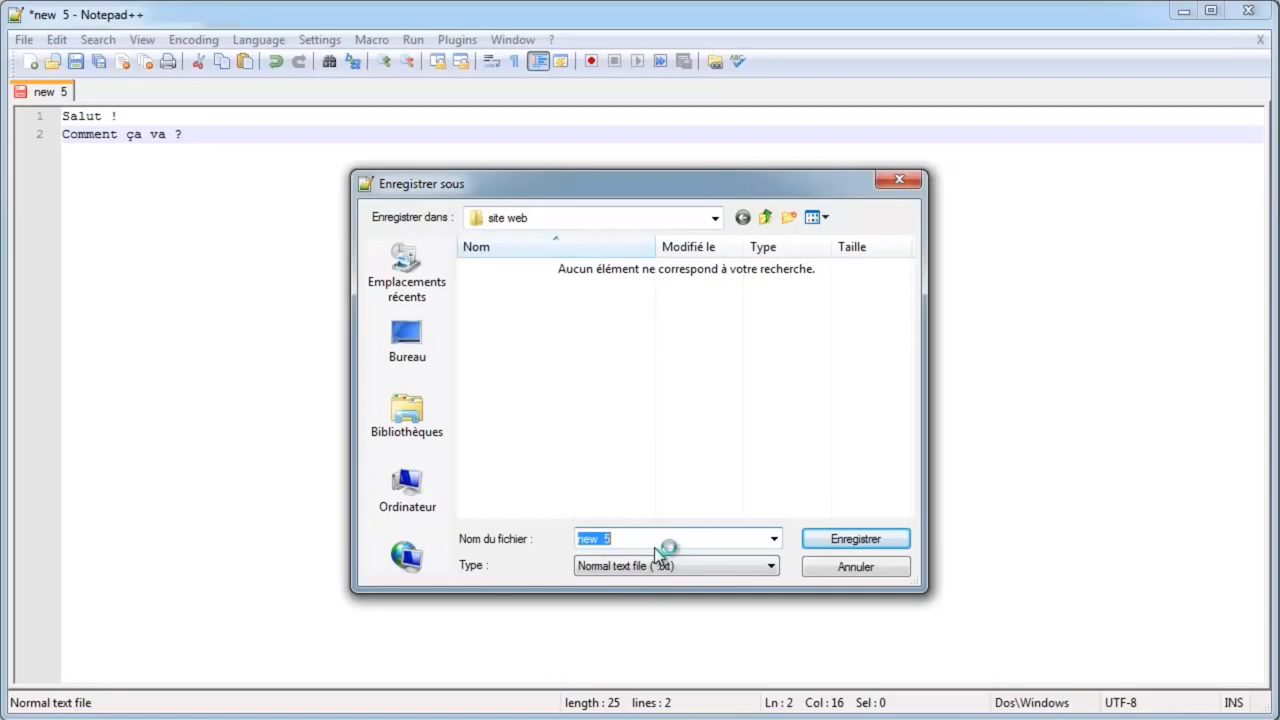 *new 5 - Notepad++
File Edit Search View Encoding Language Settings Macro Run Plugins Window ? X
new 5
1 Salut !
2 Comment ça va ?
Enregistrer sous
Enregistrer dans : site web
Nom Modifié le Type Taille
Aucun élément ne correspond à votre recherche.
Emplacements
récents
Bureau
Bibliothèques
Ordinateur
Nom du fichier : new 5 Enregistrer
Type : Normal text file (*.txt) Annuler
Normal text file length : 25 lines : 2 Ln : 2 Col : 16 Sel : 0 Dos\Windows UTF-8 INS